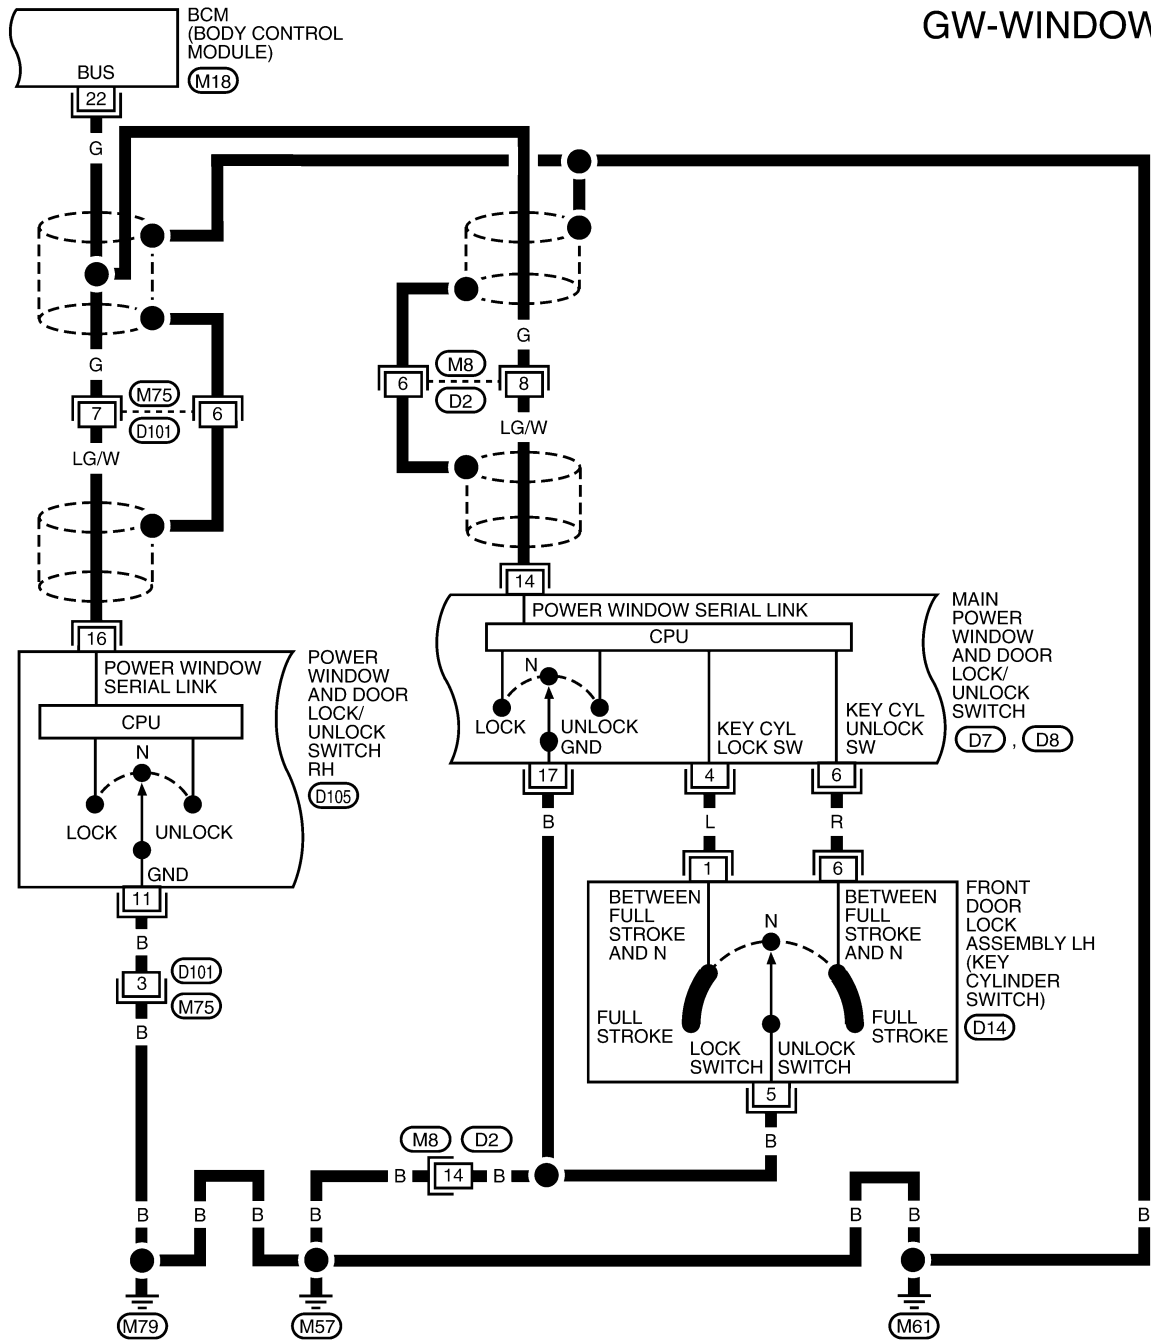 GW-WINDOW
BCM
(BODY CONTROL
MODULE)
M18
BUS
22
G
G
7
M75
D101
6
LG/W
16
POWER WINDOW
SERIAL LINK
CPU
N
LOCK
UNLOCK
GND
11
POWER
WINDOW
AND DOOR
LOCK/
UNLOCK
SWITCH
RH
D105
B
3
D101
M75
B
G
6
M8
D2
8
LG/W
14
POWER WINDOW SERIAL LINK
CPU
N
LOCK
UNLOCK
GND
KEY CYL
LOCK SW
KEY CYL
UNLOCK
SW
MAIN
POWER
WINDOW
AND DOOR
LOCK/
UNLOCK
SWITCH
D7 , D8
17
4
6
B
L
R
1
6
BETWEEN
FULL
STROKE
AND N
N
BETWEEN
FULL
STROKE
AND N
FULL
STROKE
LOCK
SWITCH
UNLOCK
SWITCH
FULL
STROKE
FRONT
DOOR
LOCK
ASSEMBLY LH
(KEY
CYLINDER
SWITCH)
D14
5
B
M8
D2
B
14
B
B
B
B
B
B
B
B
M79
M57
M61